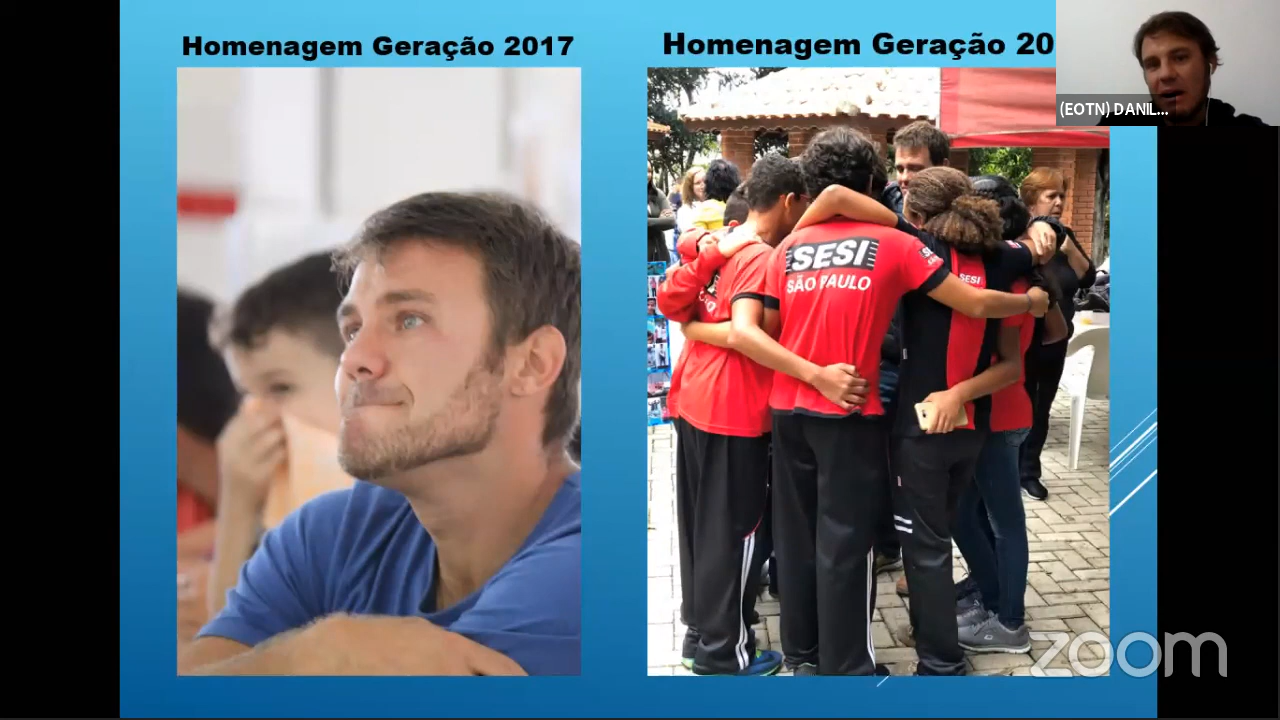 Homenagem Geração 2017
Homenagem Geração 20
(EOTN) DANIL...
SESI
SÃO PAULO
SESI
zoom